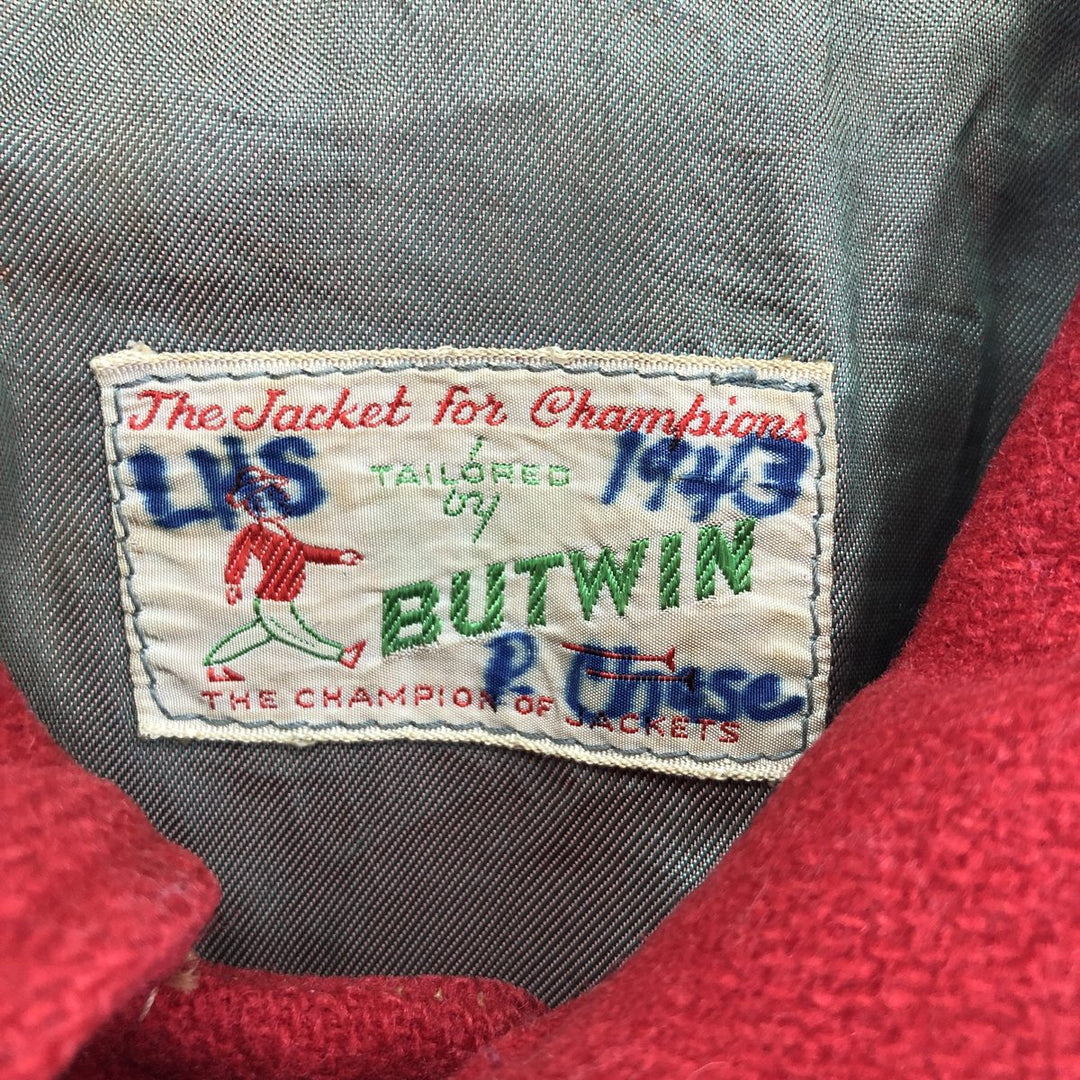 The Jacket for Champions
LHS TAILORED 1943
by
BUTWIN
P. Chase
THE CHAMPION OF JACKETS